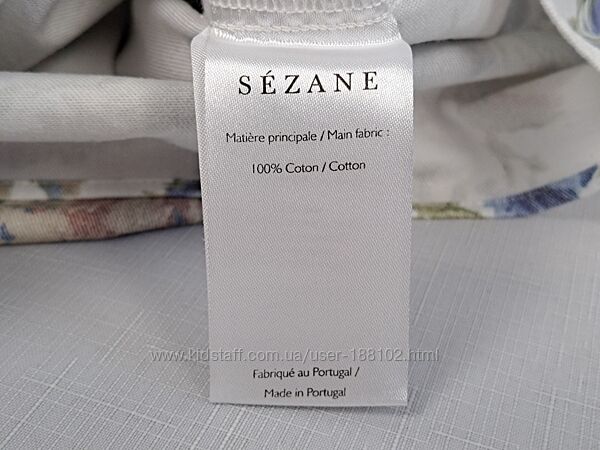 SÉZANE
Matière principale / Main fabric :
100% Coton / Cotton
www.kidstaff.com.ua/user-188102.html
Fabriqué au Portugal /
Made in Portugal